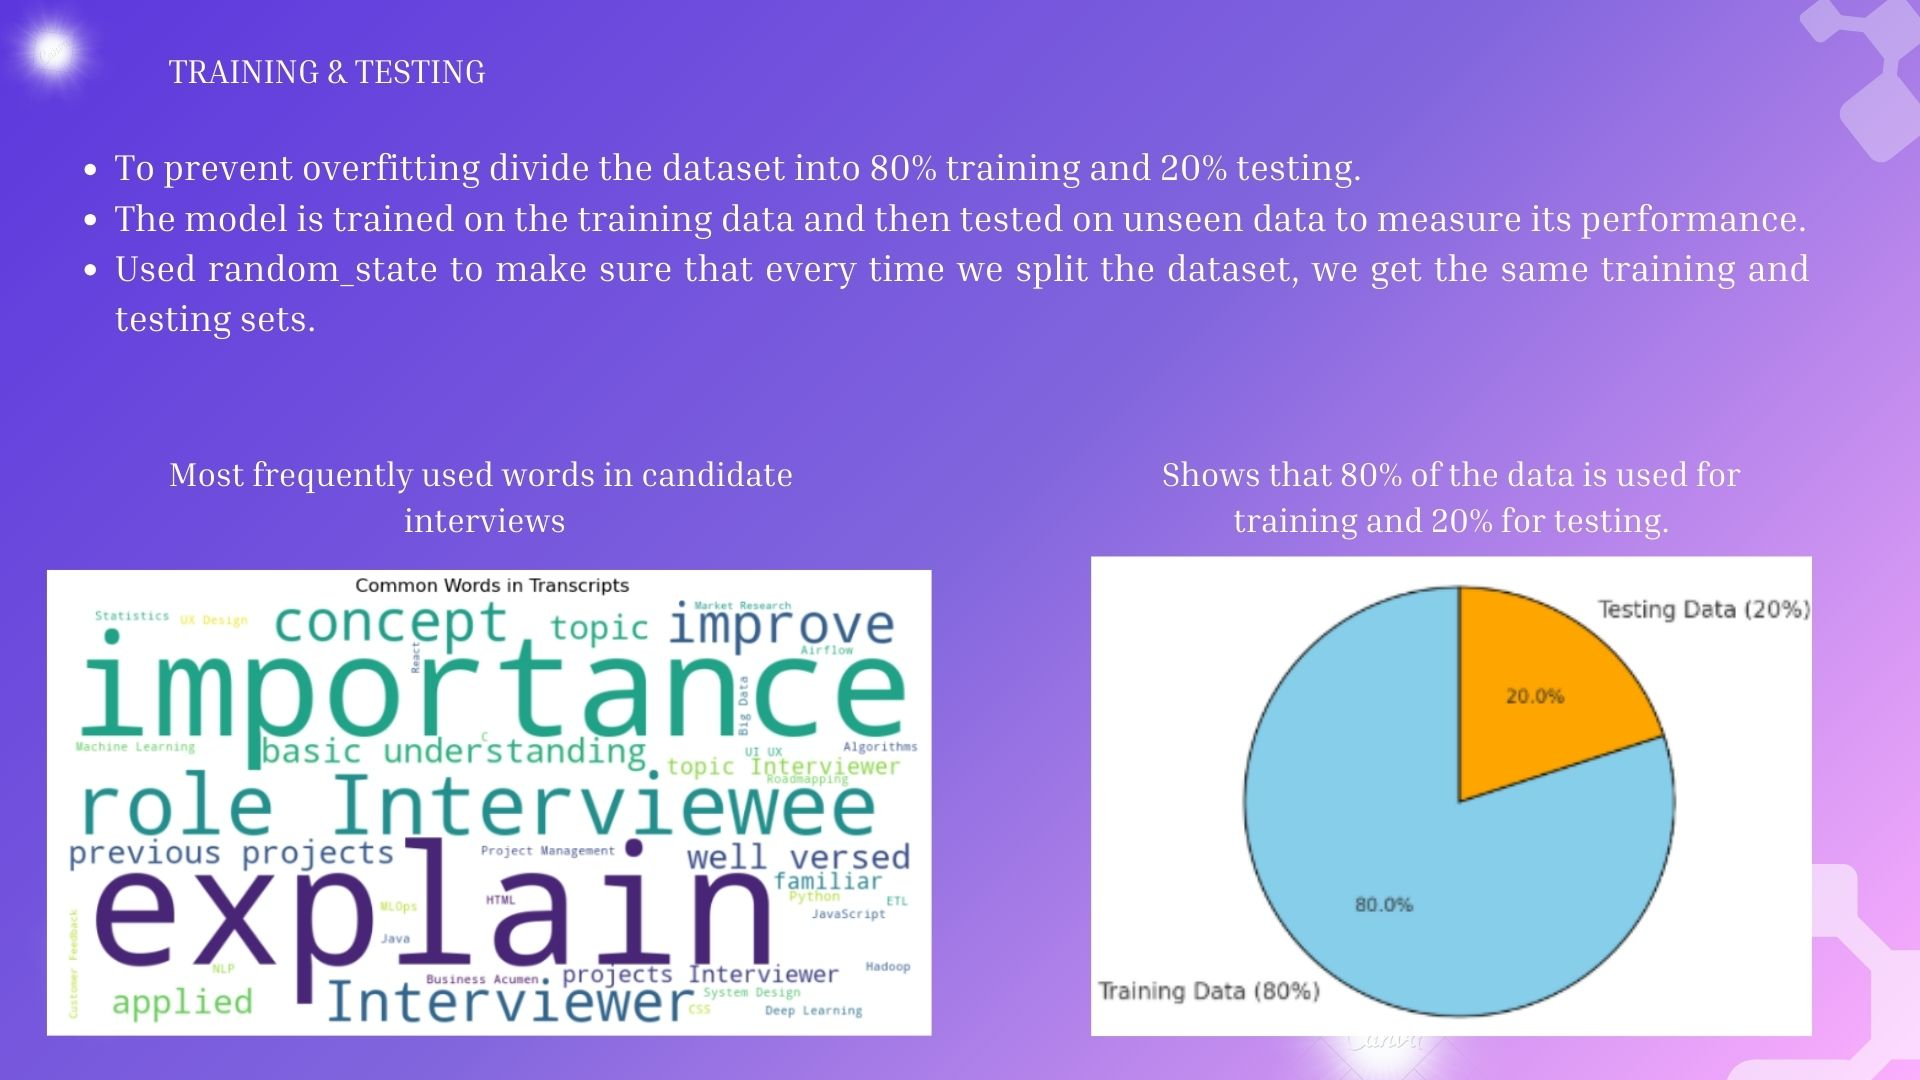 TRAINING & TESTING
• To prevent overfitting divide the dataset into 80% training and 20% testing.
• The model is trained on the training data and then tested on unseen data to measure its performance.
• Used random_state to make sure that every time we split the dataset, we get the same training and
testing sets.
Most frequently used words in candidate
interviews
Common Words in Transcripts
Statistics
UX Design
concept
topic
Market Research
improve
React
Airflow
importance
Big Data
Machine Learning
basic understanding
C
UI UX
Algorithms
topic Interviewer
Roadmapping
role Interviewee
previous projects
Project Management
well versed
explain
familiar
Python
ETL
MLOps
HTML
JavaScript
Java
Customer Feedback
NLP
Business Acumen
projects Interviewer
Hadoop
applied
Interviewer
System Design
CSS
Deep Learning
Shows that 80% of the data is used for
training and 20% for testing.
Testing Data (20%)
20.0%
80.0%
Training Data (80%)
Canva